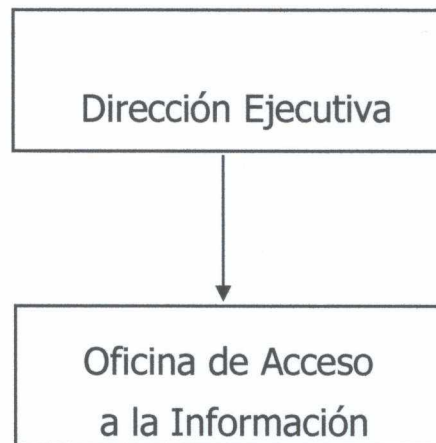 Dirección Ejecutiva
Oficina de Acceso
a la Información